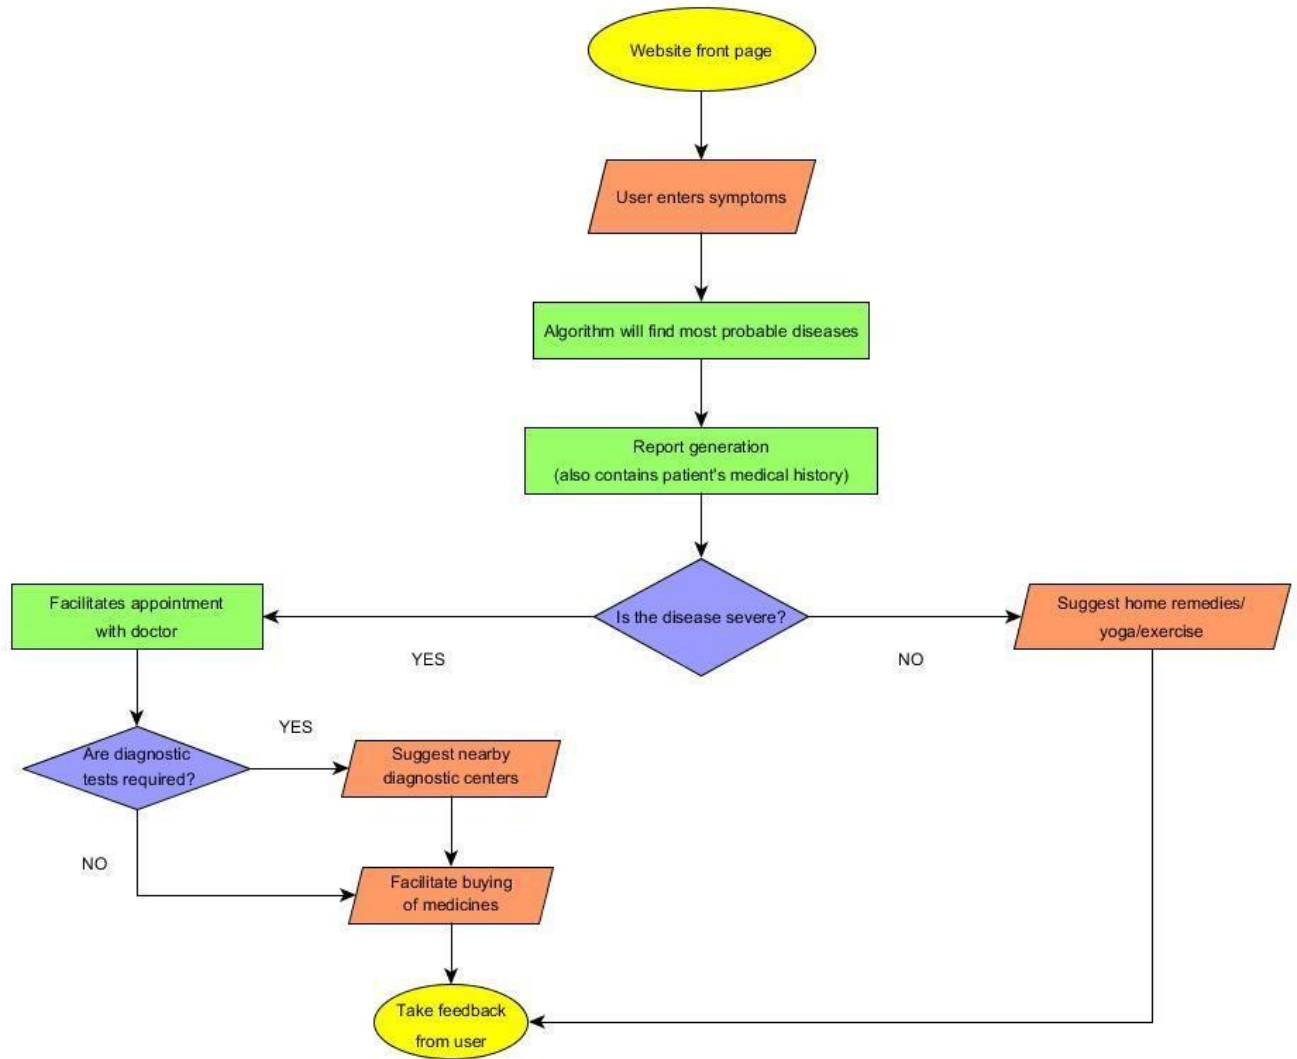 Website front page
User enters symptoms
Algorithm will find most probable diseases
Report generation
(also contains patient's medical history)
Is the disease severe?
Facilitates appointment
with doctor
YES
NO
Suggest home remedies/
yoga/exercise
Are diagnostic
tests required?
YES
Suggest nearby
diagnostic centers
NO
Facilitate buying
of medicines
Take feedback
from user